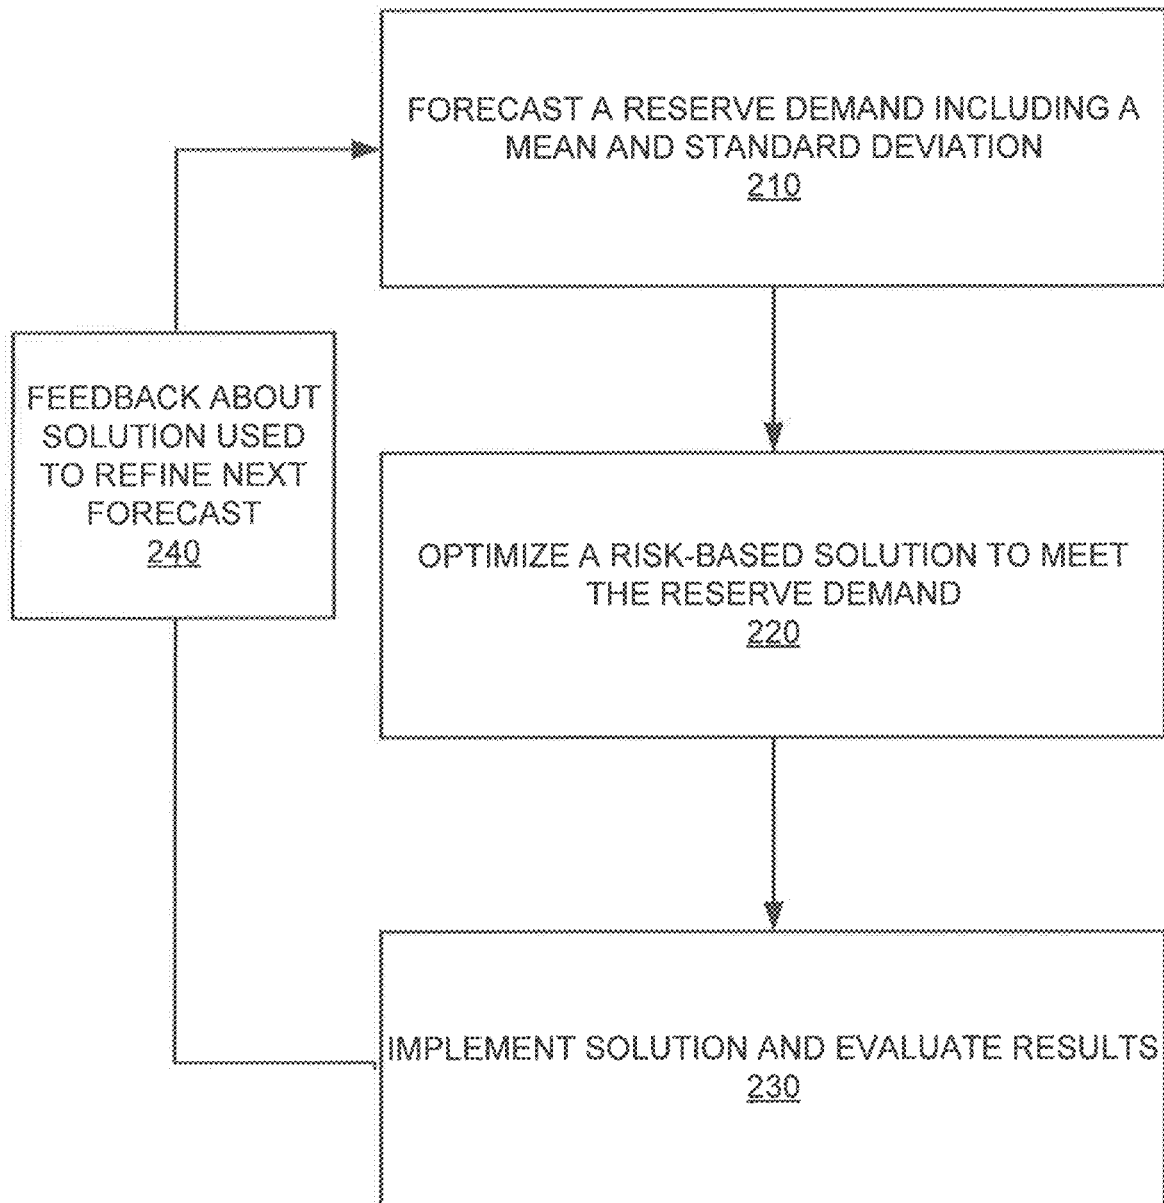 FORECAST A RESERVE DEMAND INCLUDING A
MEAN AND STANDARD DEVIATION
210
FEEDBACK ABOUT
SOLUTION USED
TO REFINE NEXT
FORECAST
240
OPTIMIZE A RISK-BASED SOLUTION TO MEET
THE RESERVE DEMAND
220
IMPLEMENT SOLUTION AND EVALUATE RESULTS
230